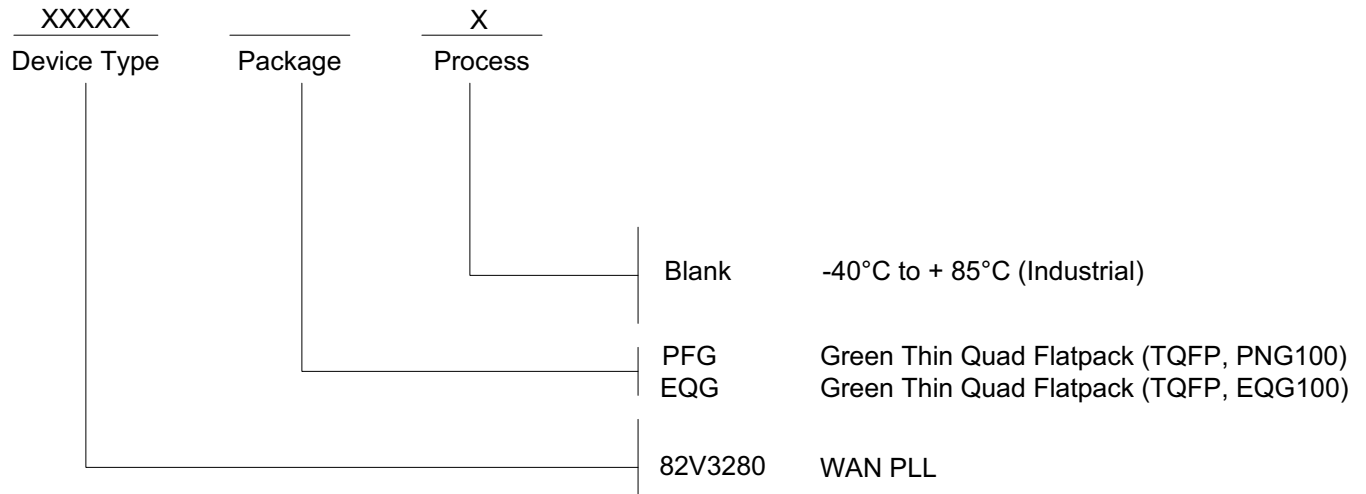 XXXXX X
Device Type Package Process
Blank -40°C to + 85°C (Industrial)
PFG Green Thin Quad Flatpack (TQFP, PNG100)
EQG Green Thin Quad Flatpack (TQFP, EQG100)
82V3280 WAN PLL